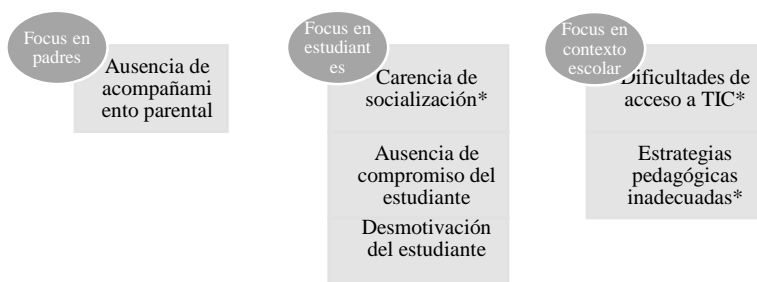 Focus en
padres
Ausencia de
acompañami
ento parental
Focus en
estudiant
es
Carencia de
socialización*
Ausencia de
compromiso del
estudiante
Desmotivación
del estudiante
Focus en
contexto
escolar
Dificultades de
acceso a TIC*
Estrategias
pedagógicas
inadecuadas*